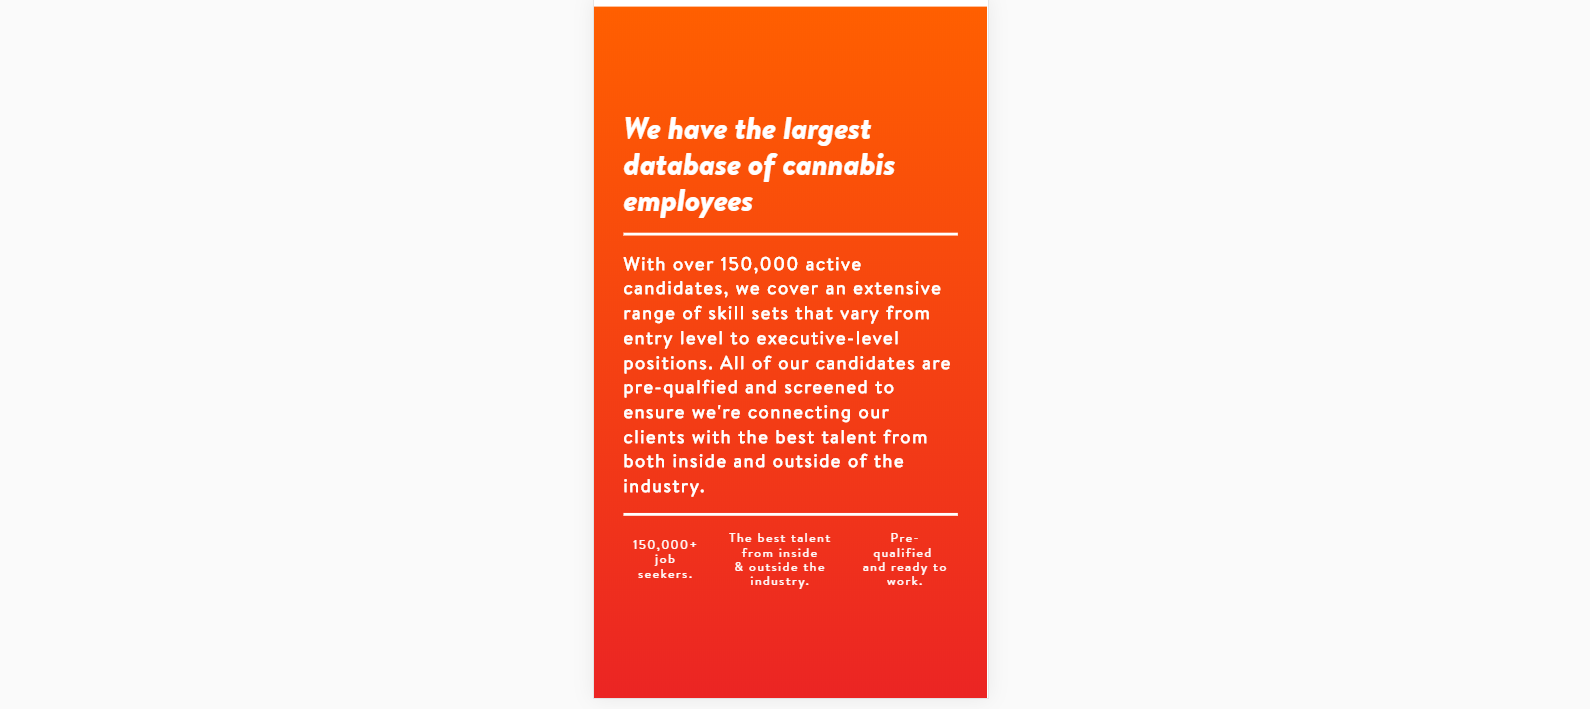 We have the largest
database of cannabis
employees
With over 150,000 active
candidates, we cover an extensive
range of skill sets that vary from
entry level to executive-level
positions. All of our candidates are
pre-qualfied and screened to
ensure we're connecting our
clients with the best talent from
both inside and outside of the
industry.
150,000+
job
seekers.
The best talent
from inside
& outside the
industry.
Pre-
qualified
and ready to
work.